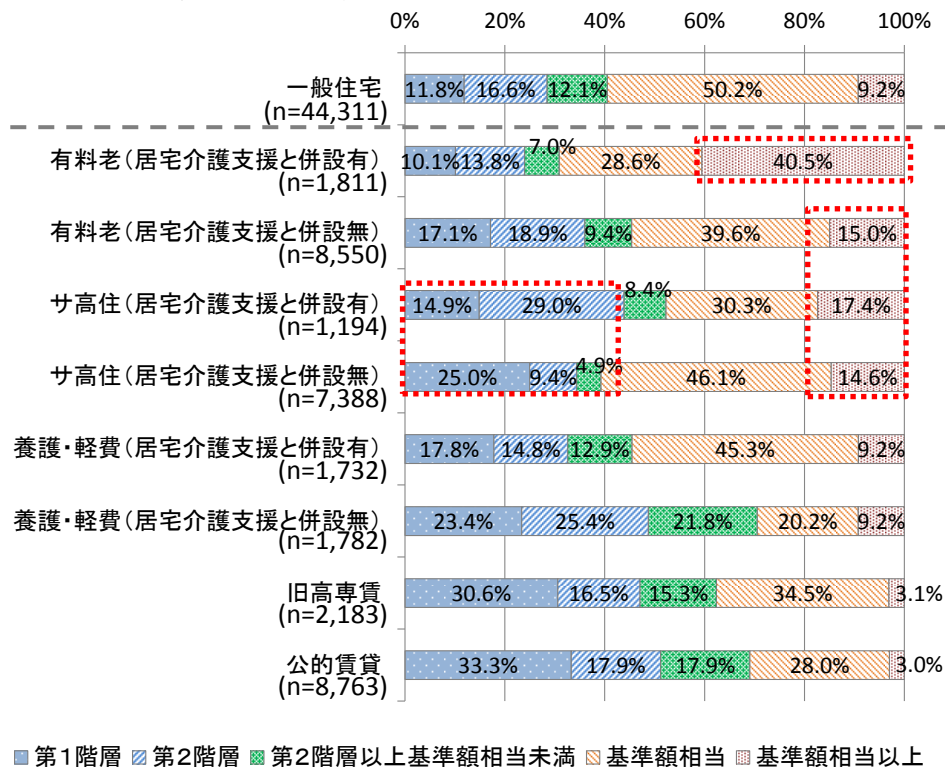 0% 20% 40% 60% 80% 100%
一般住宅
(n=44,311)
11.8% 16.6% 12.1% 50.2% 9.2%
有料老(居宅介護支援と併設有)
(n=1,811)
10.1% 13.8% 7.0% 28.6% 40.5%
有料老(居宅介護支援と併設無)
(n=8,550)
17.1% 18.9% 9.4% 39.6% 15.0%
サ高住(居宅介護支援と併設有)
(n=1,194)
14.9% 29.0% 8.4% 30.3% 17.4%
サ高住(居宅介護支援と併設無)
(n=7,388)
25.0% 9.4% 4.9% 46.1% 14.6%
養護・軽費(居宅介護支援と併設有)
(n=1,732)
17.8% 14.8% 12.9% 45.3% 9.2%
養護・軽費(居宅介護支援と併設無)
(n=1,782)
23.4% 25.4% 21.8% 20.2% 9.2%
旧高専賃
(n=2,183)
30.6% 16.5% 15.3% 34.5% 3.1%
公的賃貸
(n=8,763)
33.3% 17.9% 17.9% 28.0% 3.0%
第1階層 第2階層 第2階層以上基準額相当未満 基準額相当 基準額相当以上